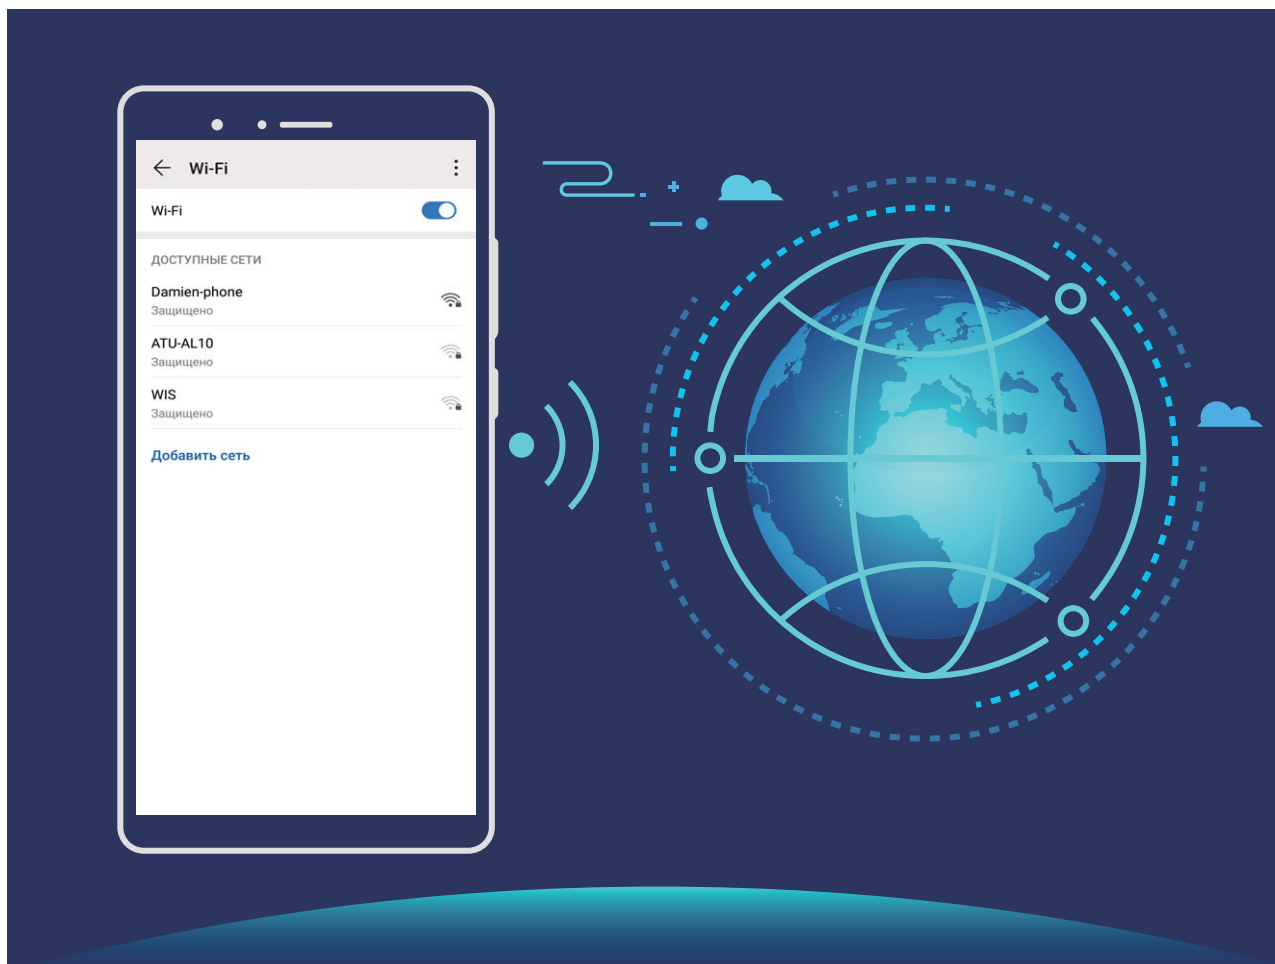 Wi-Fi
Wi-Fi
ДОСТУПНЫЕ СЕТИ
Damien-phone
Защищено
ATU-AL10
Защищено
WIS
Защищено
Добавить сеть